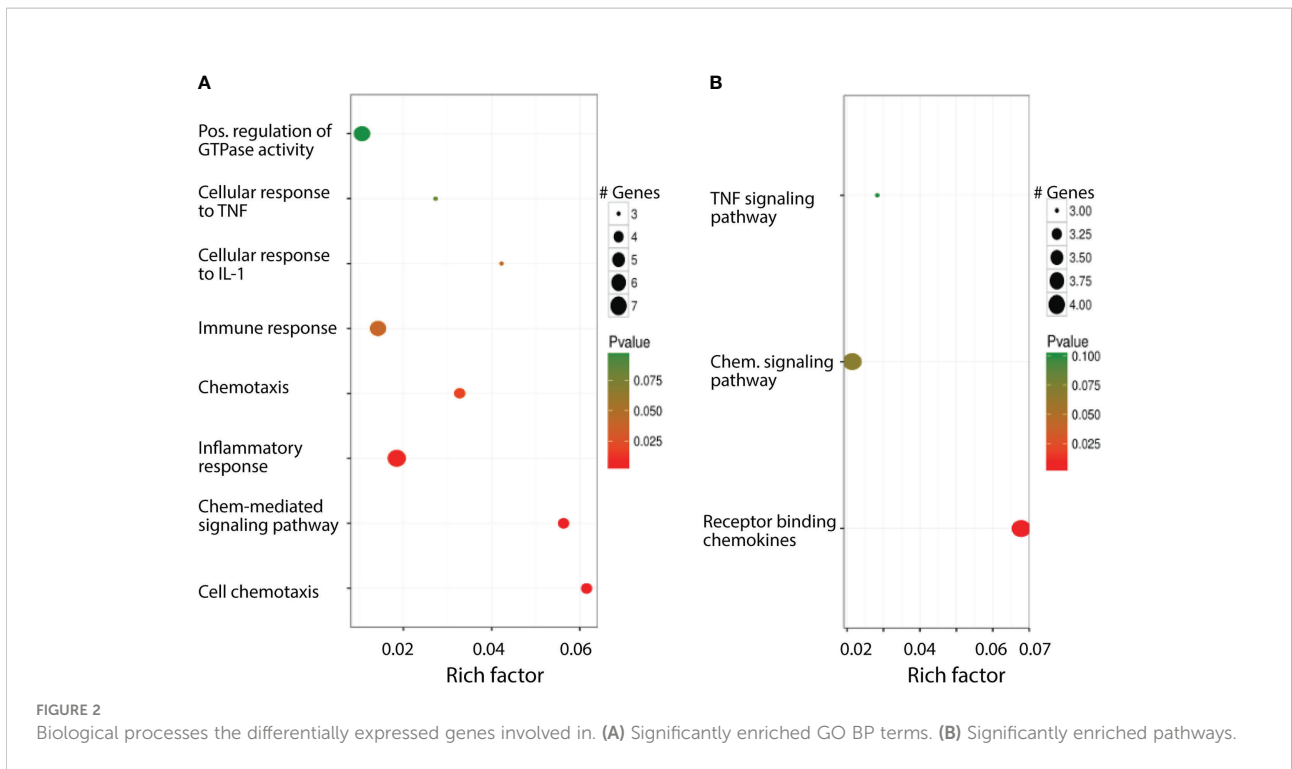 A
Pos. regulation of
GTPase activity
Cellular response
to TNF
Cellular response
to IL-1
Immune response
Chemotaxis
Inflammatory
response
Chem-mediated
signaling pathway
Cell chemotaxis
0.02 0.04 0.06
Rich factor
# Genes
3
4
5
6
7
Pvalue
0.075
0.050
0.025
B
TNF signaling
pathway
Chem. signaling
pathway
Receptor binding
chemokines
0.02 0.04 0.06 0.07
Rich factor
# Genes
3.00
3.25
3.50
3.75
4.00
Pvalue
0.100
0.075
0.050
0.025
FIGURE 2
Biological processes the differentially expressed genes involved in. (A) Significantly enriched GO BP terms. (B) Significantly enriched pathways.